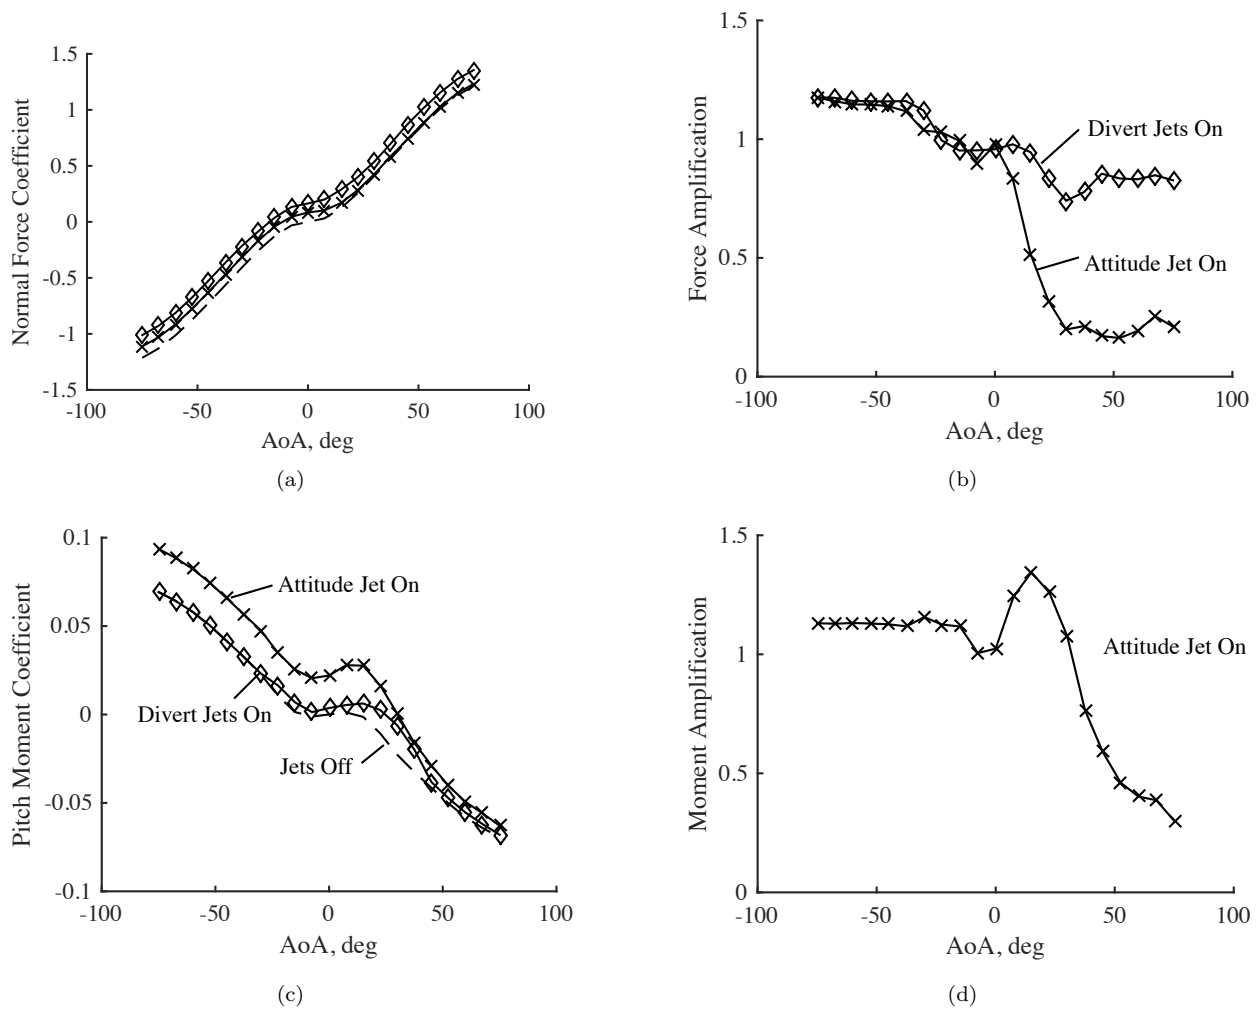 1.5
1
0.5
0
-0.5
-1
-1.5
-100
-50
0
50
100
Normal Force Coefficient
AoA, deg
(a)
1.5
1
0.5
0
-100
-50
0
50
100
Force Amplification
Divert Jets On
Attitude Jet On
AoA, deg
(b)
0.1
0.05
0
-0.05
-0.1
-100
-50
0
50
100
Pitch Moment Coefficient
Attitude Jet On
Divert Jets On
Jets Off
AoA, deg
(c)
1.5
1
0.5
0
-100
-50
0
50
100
Moment Amplification
Attitude Jet On
AoA, deg
(d)